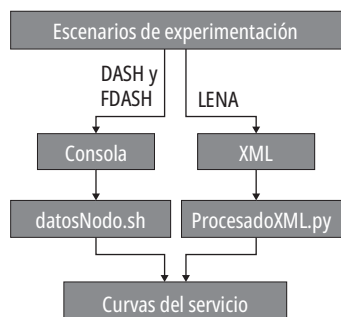 Escenarios de experimentación
DASH y
FDASH
LENA
Consola
XML
datosNodo.sh
ProcesadoXML.py
Curvas del servicio